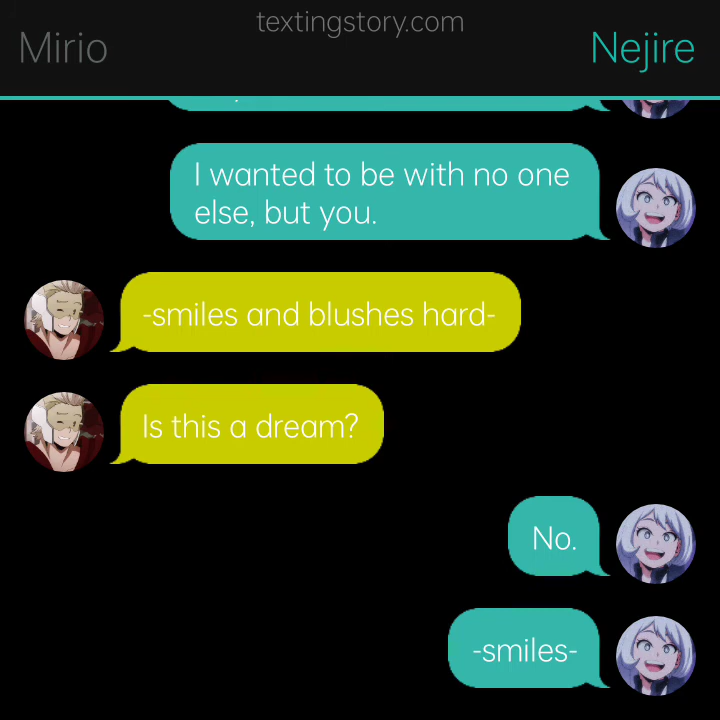 textingstory.com
Mirio
Nejire
I wanted to be with no one
else, but you.
-smiles and blushes hard-
Is this a dream?
No.
-smiles-